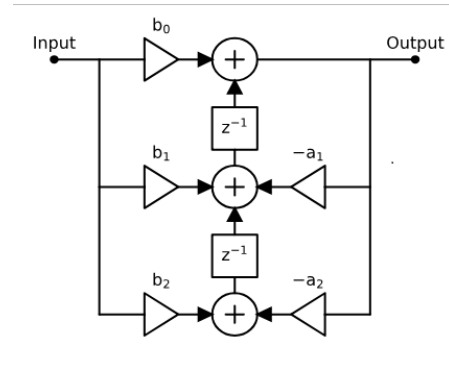 b₀
Input
Output
+
z⁻¹
b₁
−a₁
+
z⁻¹
b₂
−a₂
+